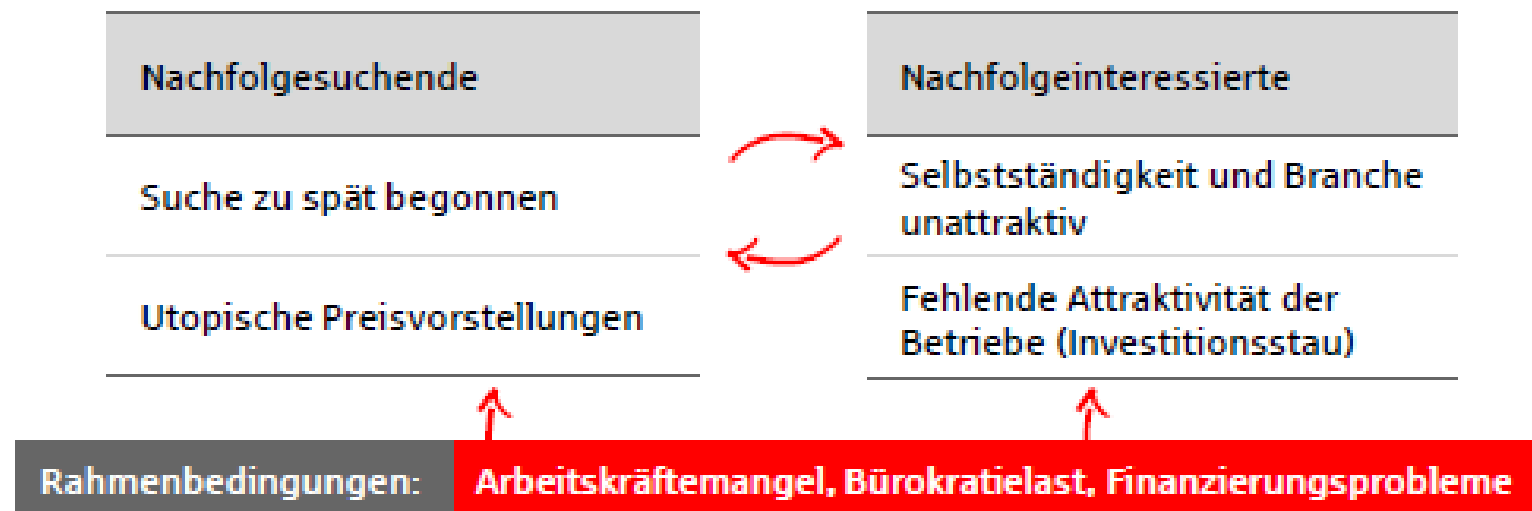 Nachfolgesuchende
Suche zu spät begonnen
Utopische Preisvorstellungen
Nachfolgeinteressierte
Selbstständigkeit und Branche
unattraktiv
Fehlende Attraktivität der
Betriebe (Investitionsstau)
Rahmenbedingungen: Arbeitskräftemangel, Bürokratielast, Finanzierungsprobleme